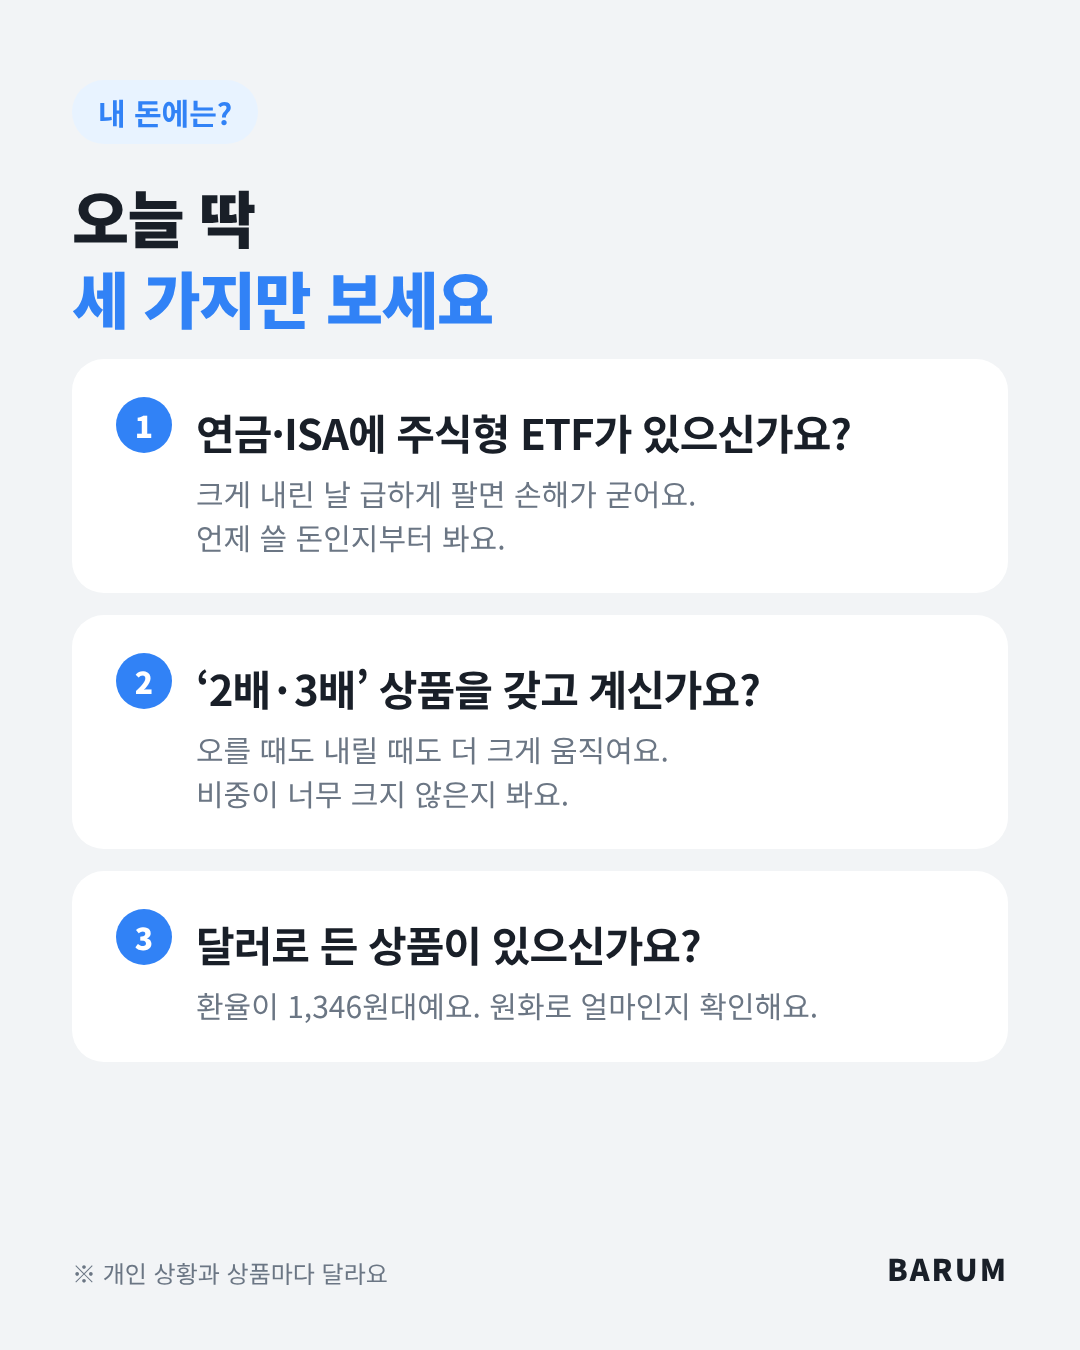 내 돈에는?
오늘 딱
세 가지만 보세요
1 연금·ISA에 주식형 ETF가 있으신가요?
크게 내린 날 급하게 팔면 손해가 굳어요.
언제 쓸 돈인지부터 봐요.
2 ‘2배·3배’ 상품을 갖고 계신가요?
오를 때도 내릴 때도 더 크게 움직여요.
비중이 너무 크지 않은지 봐요.
3 달러로 든 상품이 있으신가요?
환율이 1,346원대예요. 원화로 얼마인지 확인해요.
※ 개인 상황과 상품마다 달라요
BARUM